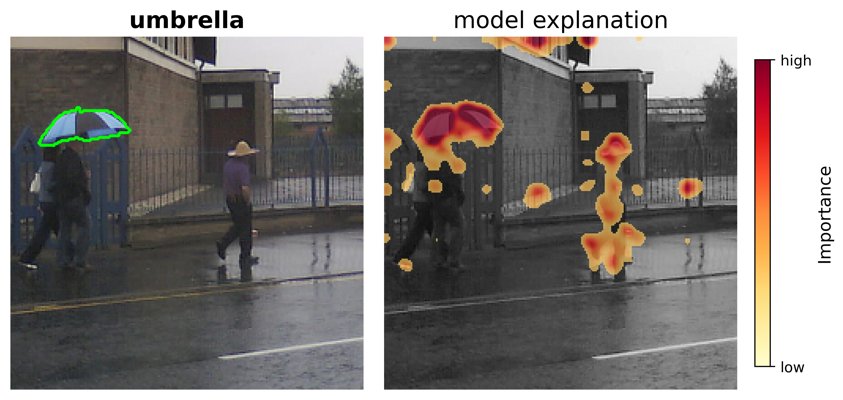 umbrella
model explanation
high
Importance
low